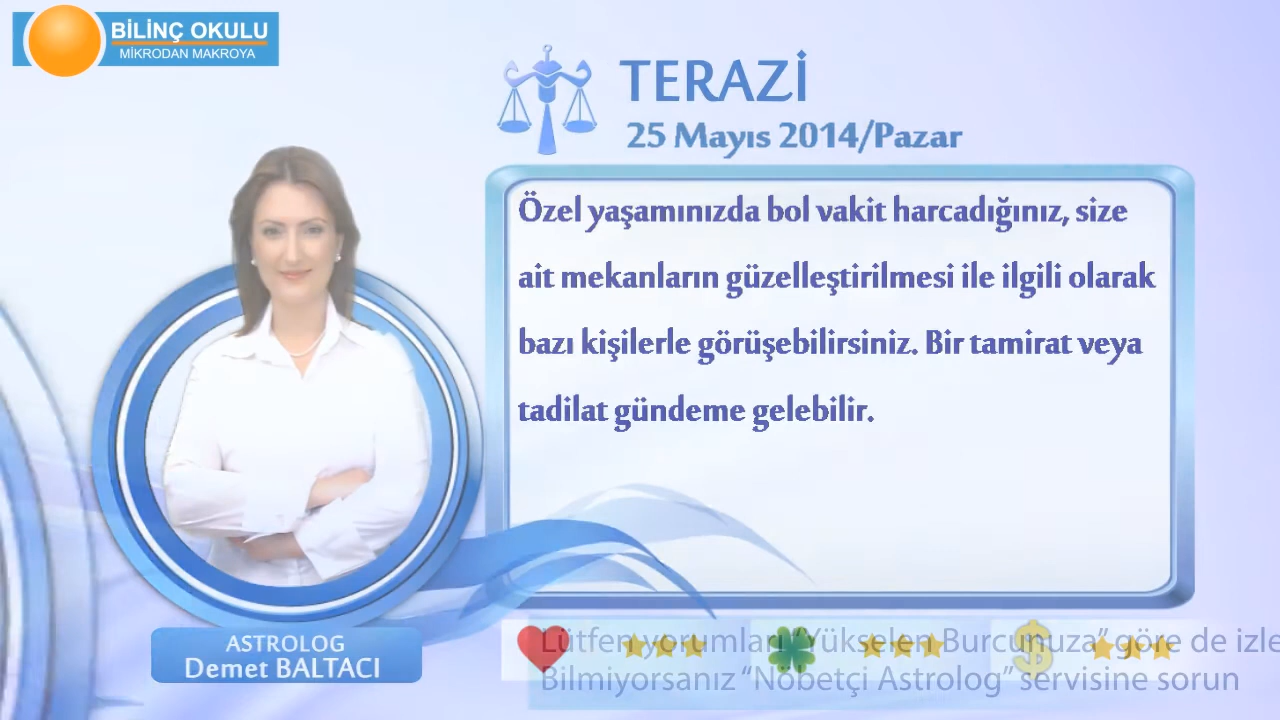 BİLİNÇ OKULU
MİKRODAN MAKROYA
TERAZİ
25 Mayıs 2014/Pazar
Özel yaşamınızda bol vakit harcadığınız, size
ait mekanların güzelleştirilmesi ile ilgili olarak
bazı kişilerle görüşebilirsiniz. Bir tamirat veya
tadilat gündeme gelebilir.
ASTROLOG
Demet BALTACI
Lütfen yorumları "Yükselen Burcunuza" göre de izle
Bilmiyorsanız "Nöbetçi Astrolog" servisine sorun